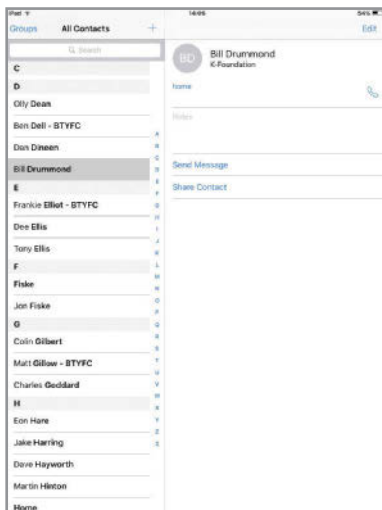 iPad
14:05
54%
Groups
All Contacts
+
Search
C
D
Olly Dean
Ben Dell - BTYFC
Dan Dineen
Bill Drummond
E
Frankie Elliot - BTYFC
Dee Ellis
Tony Ellis
F
Fiske
Jon Fiske
G
Colin Gilbert
Matt Gillow - BTYFC
Charles Goddard
H
Eon Hare
Jake Harring
Dave Hayworth
Martin Hinton
Home
A
B
C
D
E
F
G
H
I
J
K
L
M
N
O
P
Q
R
S
T
U
V
W
X
Y
Z
#
Edit
BD
Bill Drummond
K-Foundation
home
Notes
Send Message
Share Contact